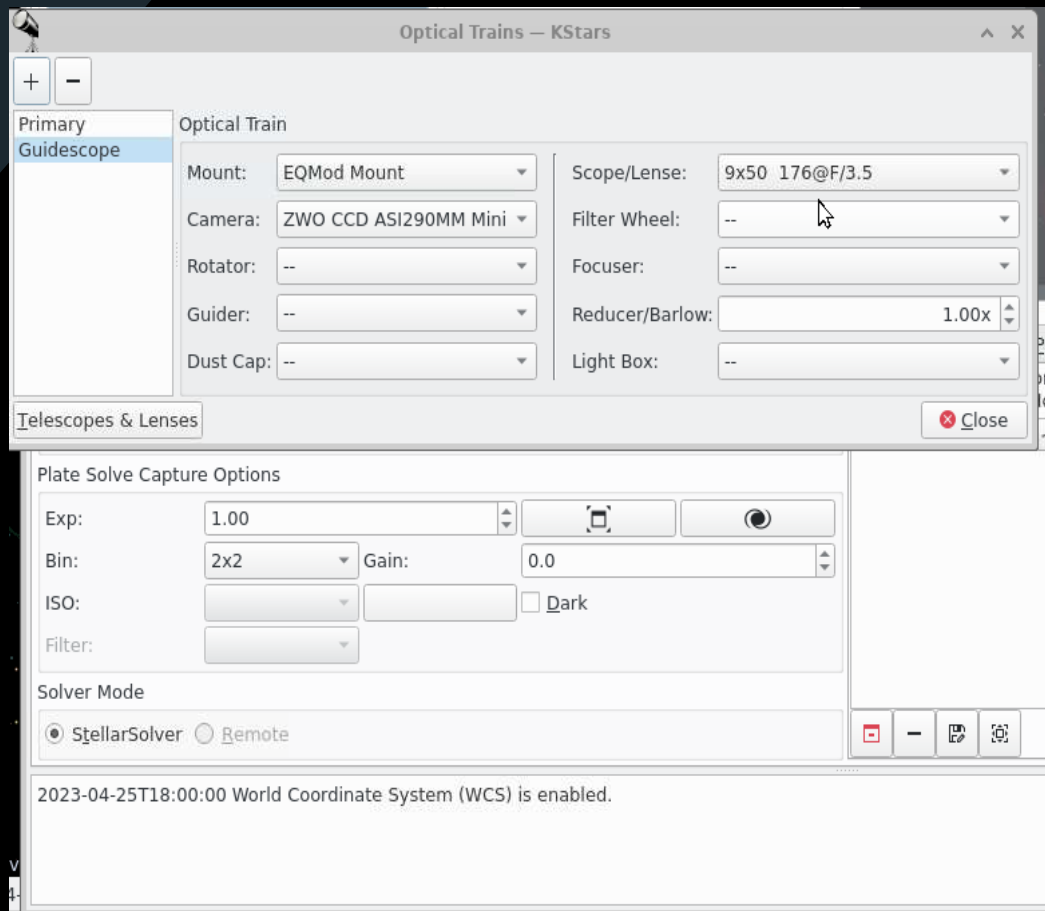 Optical Trains — KStars
+ −
Primary
Guidescope
Optical Train
Mount: EQMod Mount Scope/Lense: 9x50 176@F/3.5
Camera: ZWO CCD ASI290MM Mini Filter Wheel: --
Rotator: -- Focuser: --
Guider: -- Reducer/Barlow: 1.00x
Dust Cap: -- Light Box: --
Telescopes & Lenses Close
Plate Solve Capture Options
Exp: 1.00
Bin: 2x2 Gain: 0.0
ISO: Dark
Filter:
Solver Mode
StellarSolver Remote
2023-04-25T18:00:00 World Coordinate System (WCS) is enabled.